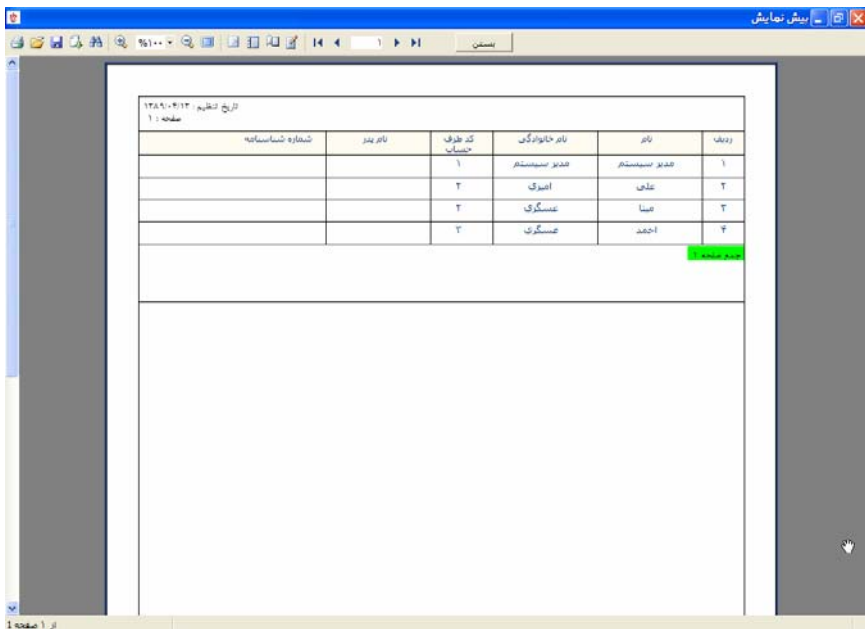 پیش نمایش
%۱۰۰ ۱ بستن
تاریخ تنظیم : ۱۳۸۹/۰۴/۱۳
صفحه : ۱
ردیف نام نام خانوادگی کد طرف حساب نام پدر شماره شناسنامه
۱ مدیر سیستم مدیر سیستم ۱
۲ علی امیری ۲
۳ مینا عسگری ۲
۴ احمد عسگری ۳
جمع صفحه ۱
از ۱ صفحه 1